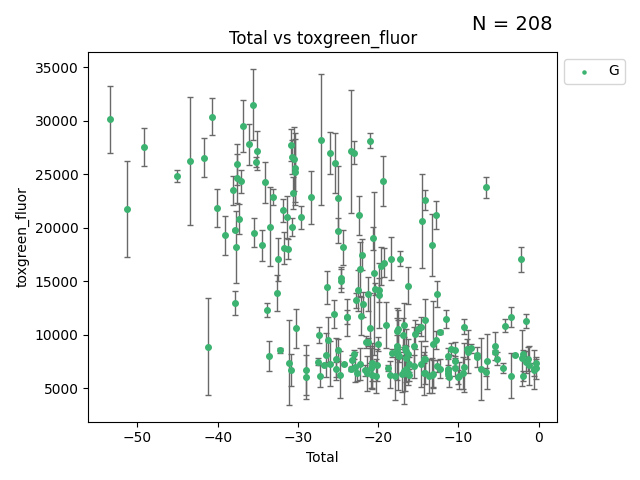 N = 208
Total vs toxgreen_fluor
G
toxgreen_fluor
35000
30000
25000
20000
15000
10000
5000
−50 −40 −30 −20 −10 0
Total